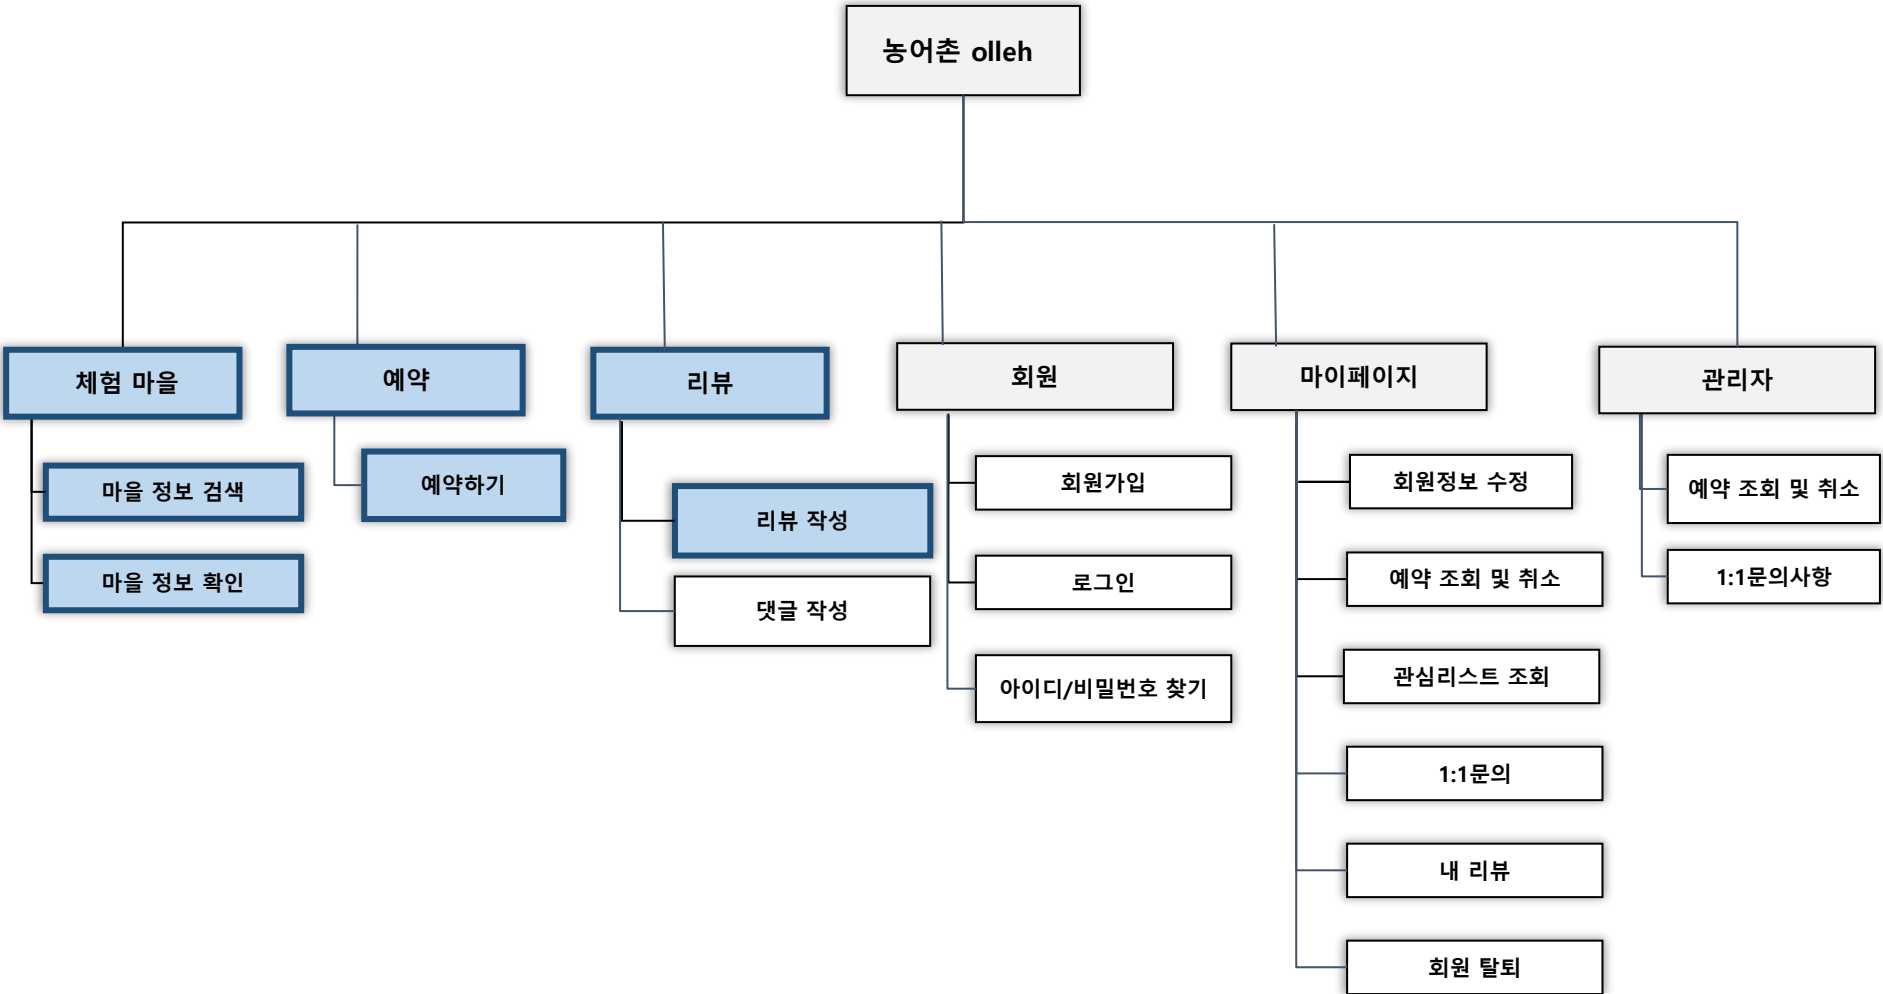 농어촌 olleh
체험 마을
마을 정보 검색
마을 정보 확인
예약
예약하기
리뷰
리뷰 작성
댓글 작성
회원
회원가입
로그인
아이디/비밀번호 찾기
마이페이지
회원정보 수정
예약 조회 및 취소
관심리스트 조회
1:1문의
내 리뷰
회원 탈퇴
관리자
예약 조회 및 취소
1:1문의사항